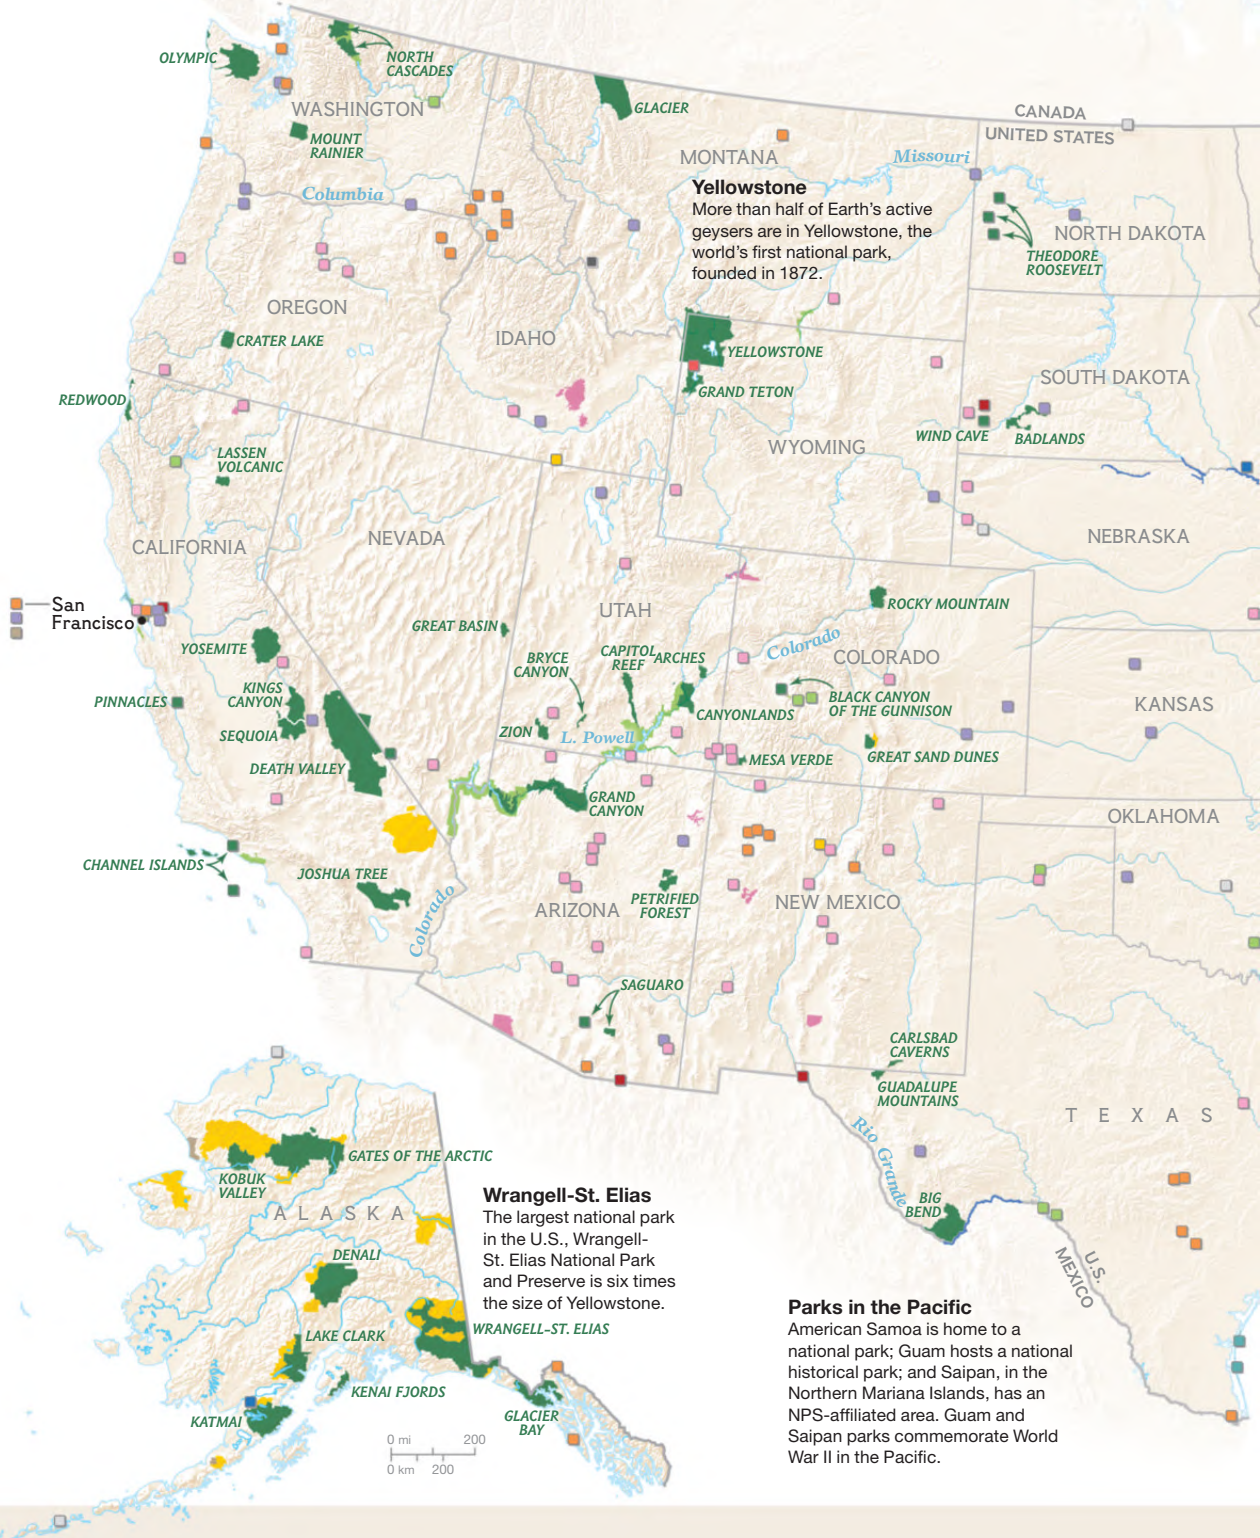 OLYMPIC
NORTH
CASCADES
WASHINGTON
GLACIER
CANADA
UNITED STATES
MOUNT
RAINIER
MONTANA
Missouri
Columbia
Yellowstone
More than half of Earth's active
geysers are in Yellowstone, the
world's first national park,
founded in 1872.
NORTH DAKOTA
THEODORE
ROOSEVELT
OREGON
IDAHO
CRATER LAKE
YELLOWSTONE
GRAND TETON
SOUTH DAKOTA
REDWOOD
WIND CAVE
BADLANDS
WYOMING
LASSEN
VOLCANIC
NEVADA
CALIFORNIA
NEBRASKA
San
Francisco
UTAH
ROCKY MOUNTAIN
GREAT BASIN
YOSEMITE
BRYCE
CANYON
CAPITOL
REEF
ARCHES
Colorado
COLORADO
PINNACLES
KINGS
CANYON
SEQUOIA
CANYONLANDS
BLACK CANYON
OF THE GUNNISON
KANSAS
ZION
L. Powell
DEATH VALLEY
MESA VERDE
GREAT SAND DUNES
GRAND
CANYON
OKLAHOMA
CHANNEL ISLANDS
JOSHUA TREE
Colorado
ARIZONA
PETRIFIED
FOREST
NEW MEXICO
SAGUARO
CARLSBAD
CAVERNS
GUADALUPE
MOUNTAINS
TEXAS
Rio Grande
BIG
BEND
U.S.
MEXICO
GATES OF THE ARCTIC
KOBUK
VALLEY
ALASKA
DENALI
Wrangell-St. Elias
The largest national park
in the U.S., Wrangell-
St. Elias National Park
and Preserve is six times
the size of Yellowstone.
WRANGELL–ST. ELIAS
LAKE CLARK
KENAI FJORDS
KATMAI
GLACIER
BAY
0 mi 200
0 km 200
Parks in the Pacific
American Samoa is home to a
national park; Guam hosts a national
historical park; and Saipan, in the
Northern Mariana Islands, has an
NPS-affiliated area. Guam and
Saipan parks commemorate World
War II in the Pacific.